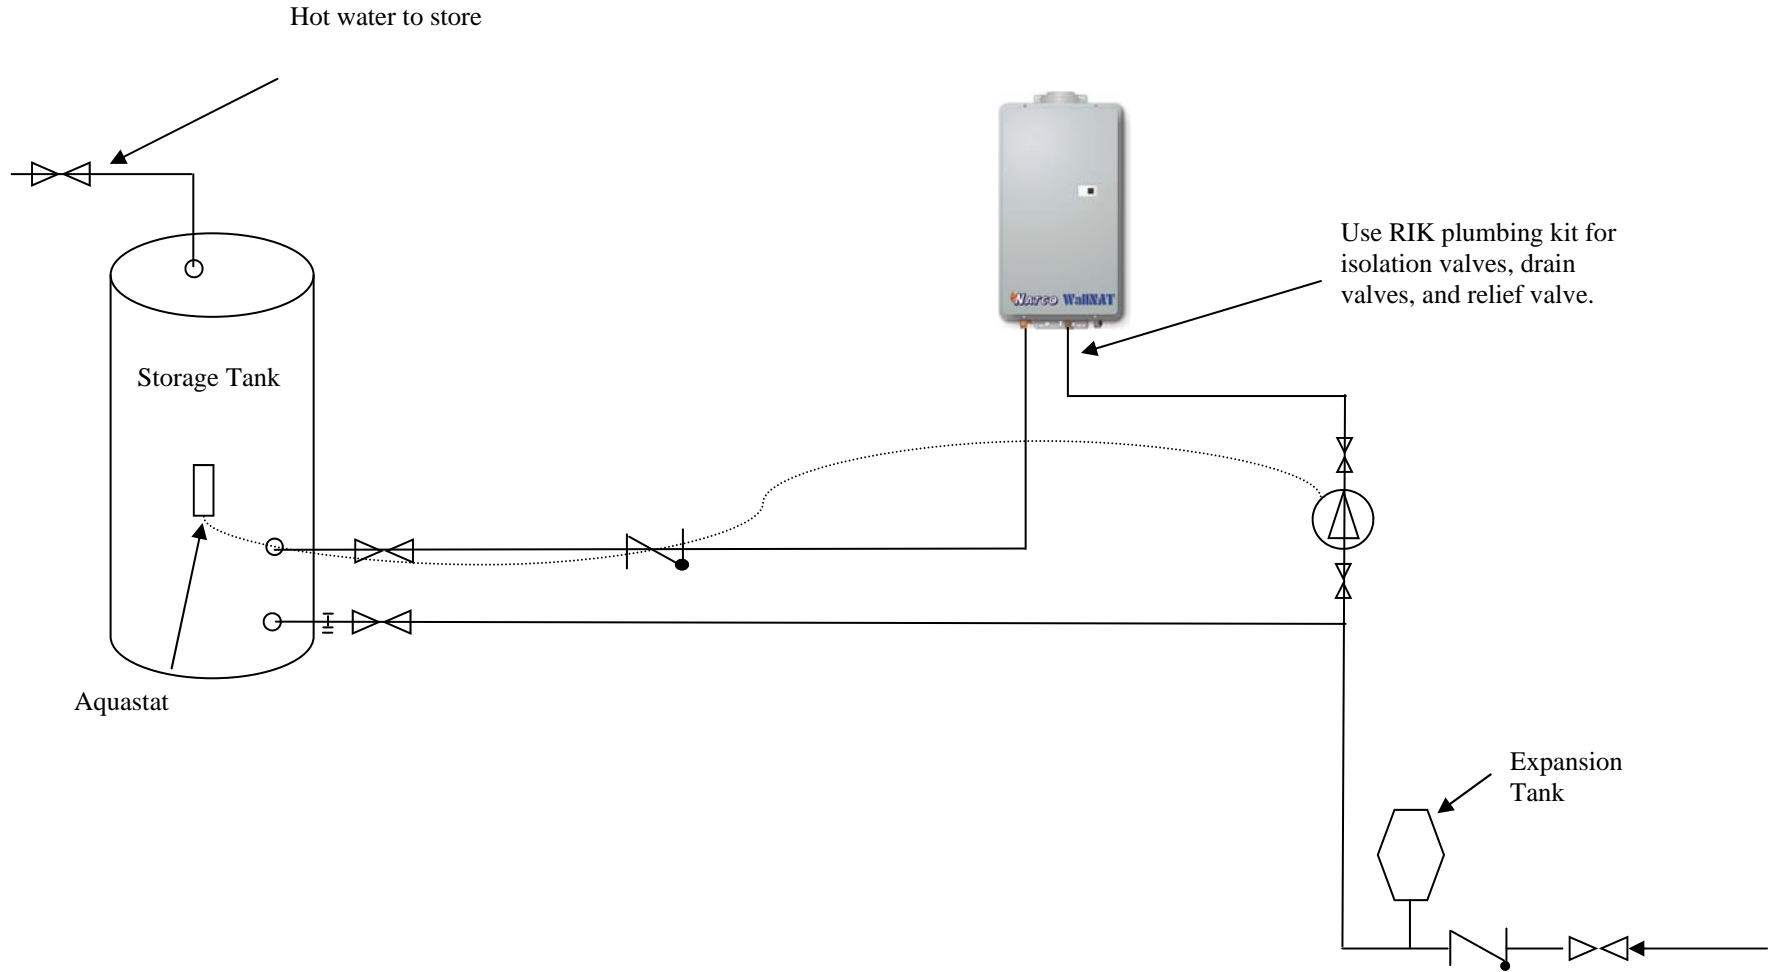 Hot water to store
Use RIK plumbing kit for
isolation valves, drain
valves, and relief valve.
NATCO WallNAT
Storage Tank
Aquastat
Expansion
Tank